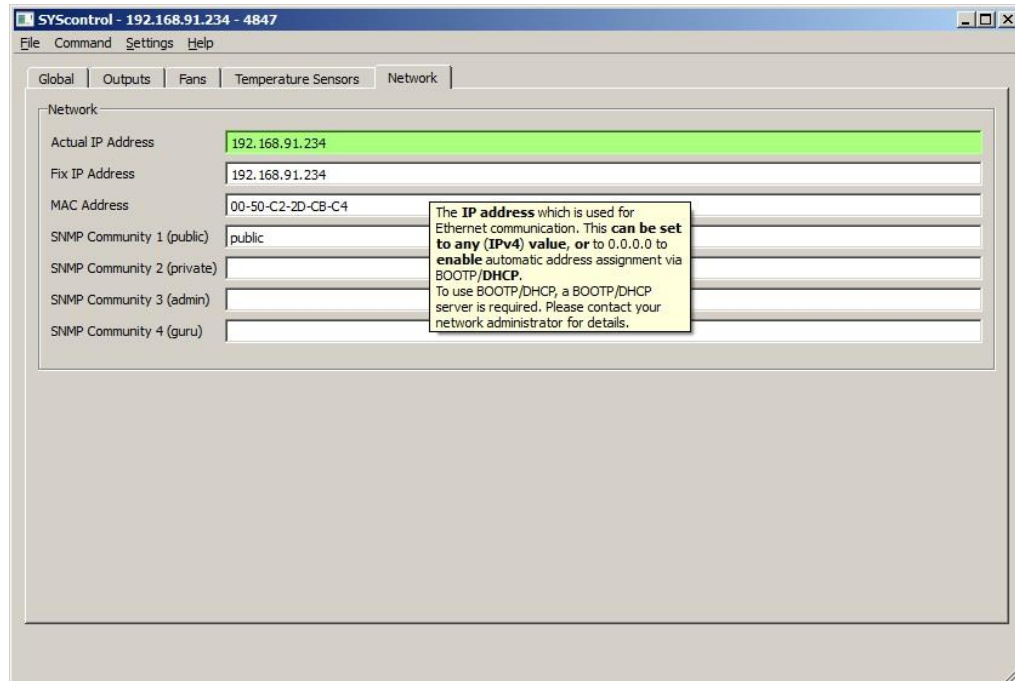 SYScontrol - 192.168.91.234 - 4847
File Command Settings Help
Global Outputs Fans Temperature Sensors Network
Network
Actual IP Address 192.168.91.234
Fix IP Address 192.168.91.234
MAC Address 00-50-C2-2D-CB-C4
SNMP Community 1 (public) public
SNMP Community 2 (private)
SNMP Community 3 (admin)
SNMP Community 4 (guru)
The IP address which is used for
Ethernet communication. This can be set
to any (IPv4) value, or to 0.0.0.0 to
enable automatic address assignment via
BOOTP/DHCP.
To use BOOTP/DHCP, a BOOTP/DHCP
server is required. Please contact your
network administrator for details.